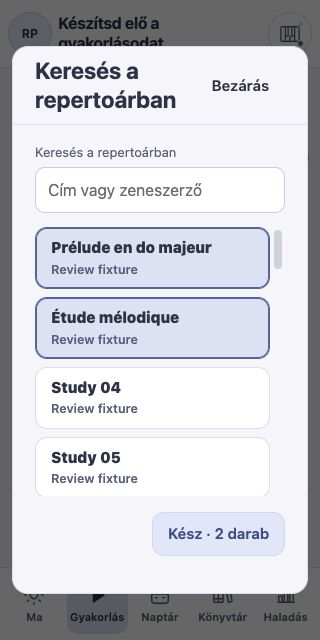 RP
Készítsd elő a
gyakorlásodat
Keresés a
repertoárban
Bezárás
Keresés a repertoárban
Cím vagy zeneszerző
Prélude en do majeur
Review fixture
Étude mélodique
Review fixture
Study 04
Review fixture
Study 05
Review fixture
Kész · 2 darab
Ma
Gyakorlás
Naptár
Könyvtár
Haladás